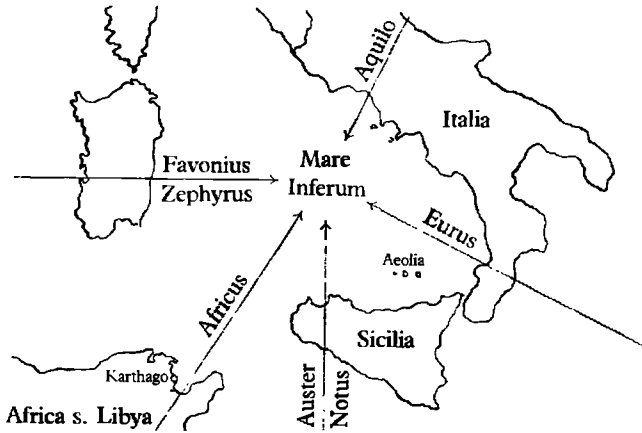 Aquilo
Italia
Favonius
Zephyrus
Mare
Inferum
Eurus
Aeolia
Africus
Sicilia
Karthago
Auster
Notus
Africa s. Libya